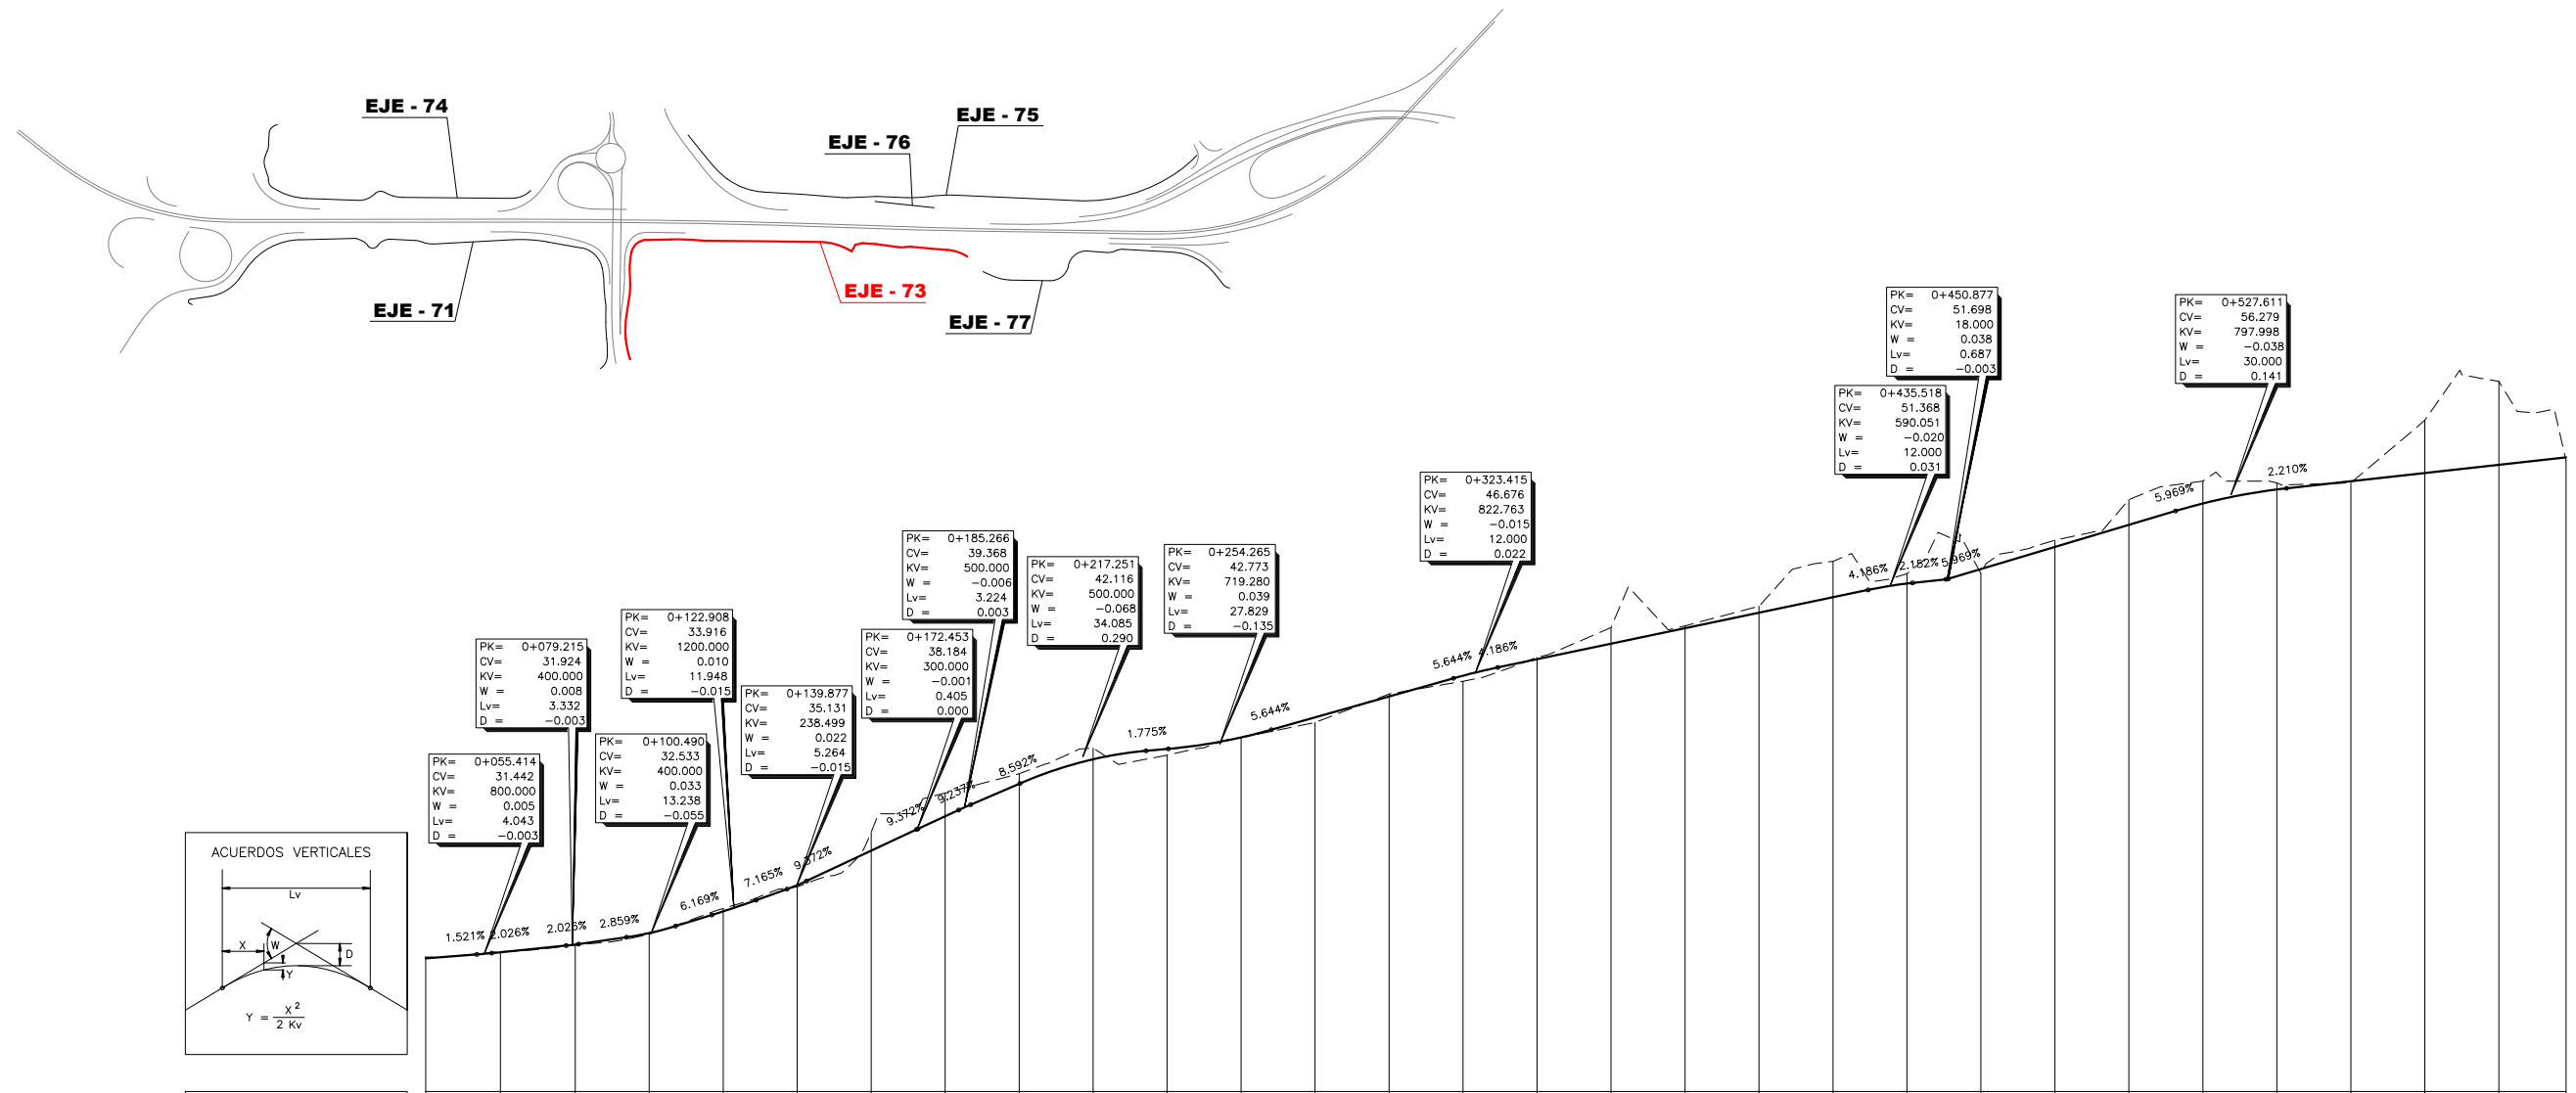 EJE - 74
EJE - 75
EJE - 76
EJE - 73
EJE - 71
EJE - 77
PK= 0+055.414
CV= 31.442
KV= 800.000
W = 0.005
Lv= 4.043
D = -0.003
PK= 0+079.215
CV= 31.924
KV= 400.000
W = 0.008
Lv= 3.332
D = -0.003
PK= 0+100.490
CV= 32.533
KV= 400.000
W = 0.033
Lv= 13.238
D = -0.055
PK= 0+122.908
CV= 33.916
KV= 1200.000
W = 0.010
Lv= 11.948
D = -0.015
PK= 0+139.877
CV= 35.131
KV= 238.499
W = 0.022
Lv= 5.264
D = -0.015
PK= 0+172.453
CV= 38.184
KV= 300.000
W = -0.001
Lv= 0.405
D = 0.000
PK= 0+185.266
CV= 39.368
KV= 500.000
W = -0.006
Lv= 3.224
D = 0.003
PK= 0+217.251
CV= 42.116
KV= 500.000
W = -0.068
Lv= 34.085
D = 0.290
PK= 0+254.265
CV= 42.773
KV= 719.280
W = 0.039
Lv= 27.829
D = -0.135
PK= 0+323.415
CV= 46.676
KV= 822.763
W = -0.015
Lv= 12.000
D = 0.022
PK= 0+435.518
CV= 51.368
KV= 590.051
W = -0.020
Lv= 12.000
D = 0.031
PK= 0+450.877
CV= 51.698
KV= 18.000
W = 0.038
Lv= 0.687
D = -0.003
PK= 0+527.611
CV= 56.279
KV= 797.998
W = -0.038
Lv= 30.000
D = 0.141
1.521% 2.026%
2.026% 2.859%
6.169%
7.165%
9.372%
9.372%
9.237%
8.592%
1.775%
5.644%
5.644% 4.186%
4.186% 2.152% 5.969%
5.969%
2.210%
ACUERDOS VERTICALES
Lv
X
W
D
Y
Y = X² / 2 Kv